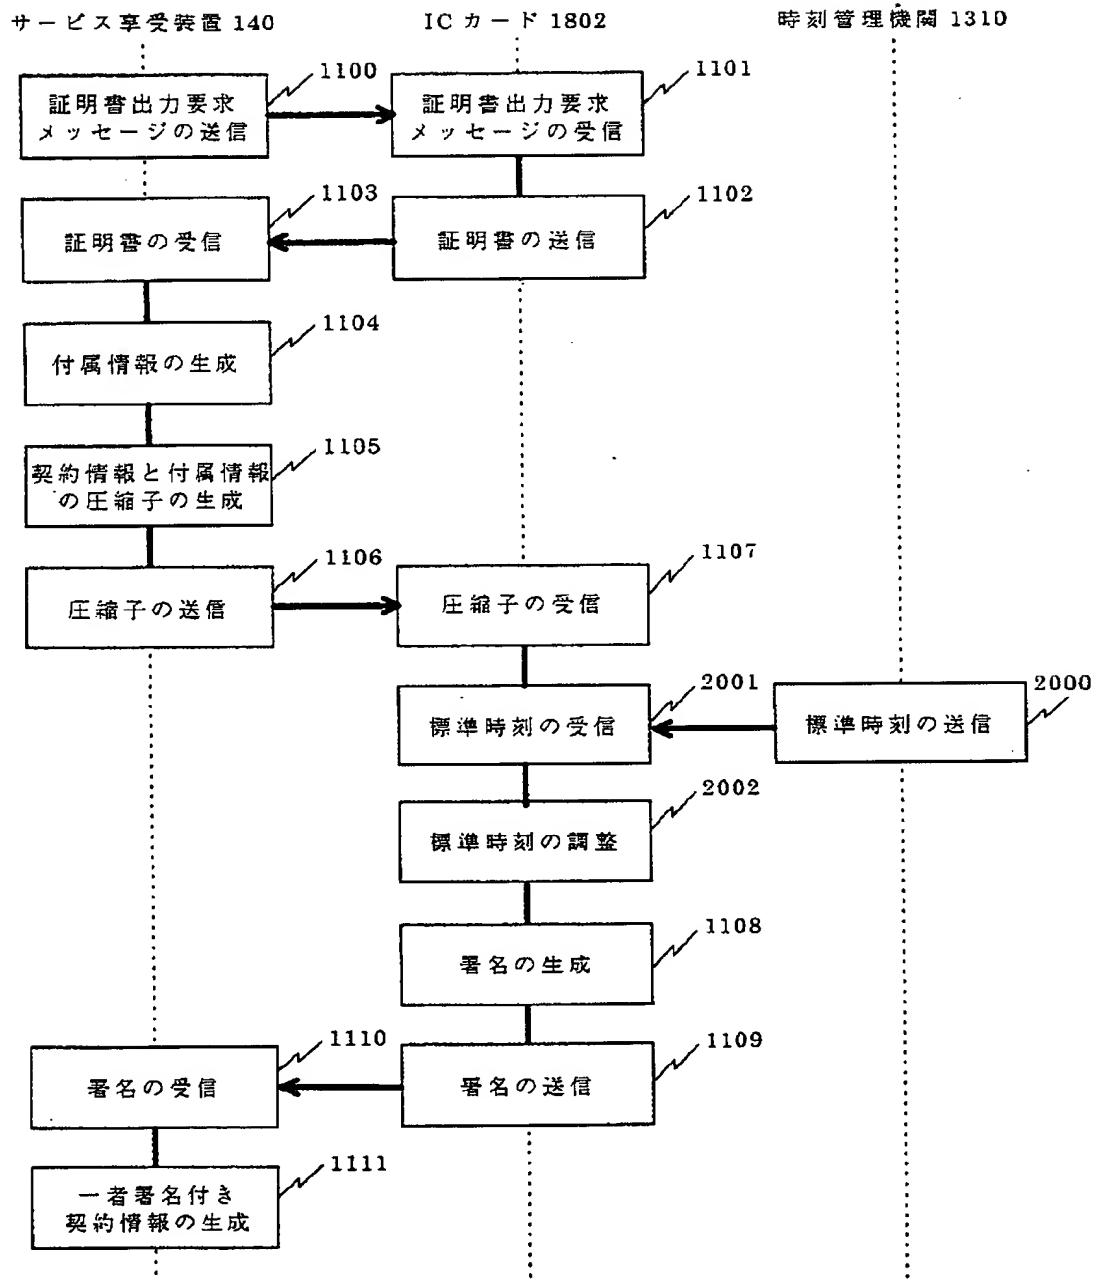 サービス享受装置 140
ICカード 1802
時刻管理機関 1310
1100
証明書出力要求
メッセージの送信
1101
証明書出力要求
メッセージの受信
1103
証明書の受信
1102
証明書の送信
1104
付属情報の生成
1105
契約情報と付属情報
の圧縮子の生成
1106
圧縮子の送信
1107
圧縮子の受信
2001
標準時刻の受信
2000
標準時刻の送信
2002
標準時刻の調整
1108
署名の生成
1110
署名の受信
1109
署名の送信
1111
一者署名付き
契約情報の生成